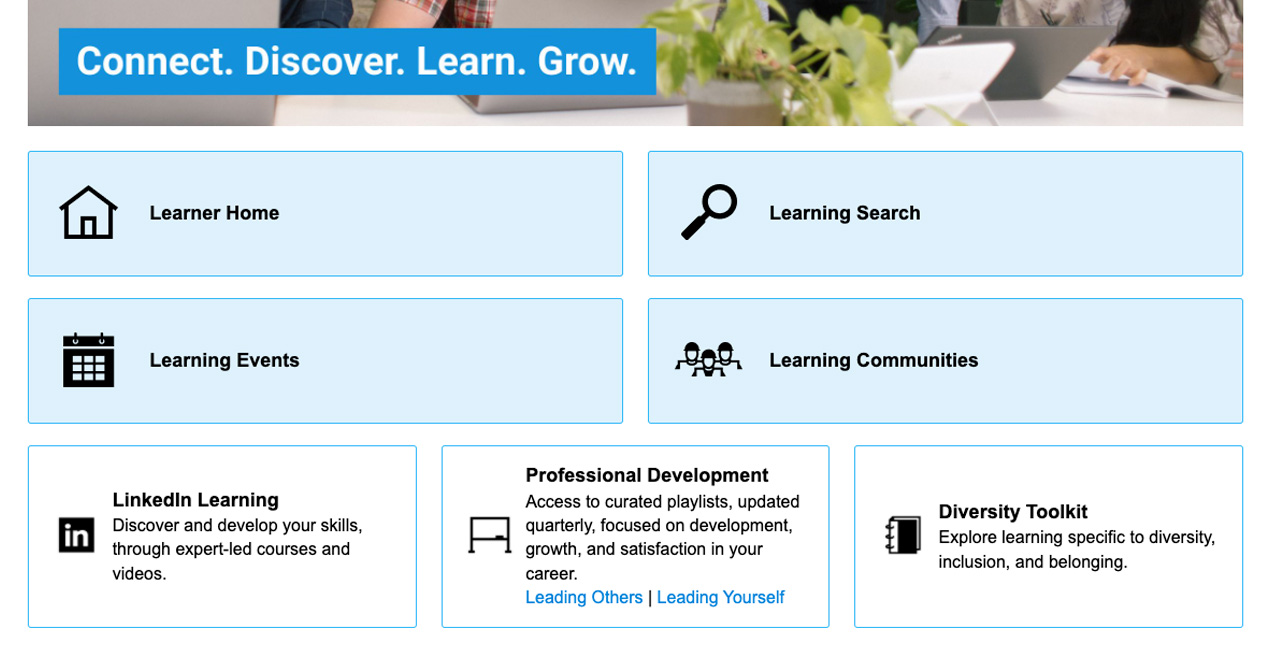 Connect. Discover. Learn. Grow.
Learner Home
Learning Search
Learning Events
Learning Communities
LinkedIn Learning
Discover and develop your skills,
through expert-led courses and
videos.
Professional Development
Access to curated playlists, updated
quarterly, focused on development,
growth, and satisfaction in your
career.
Leading Others | Leading Yourself
Diversity Toolkit
Explore learning specific to diversity,
inclusion, and belonging.
in